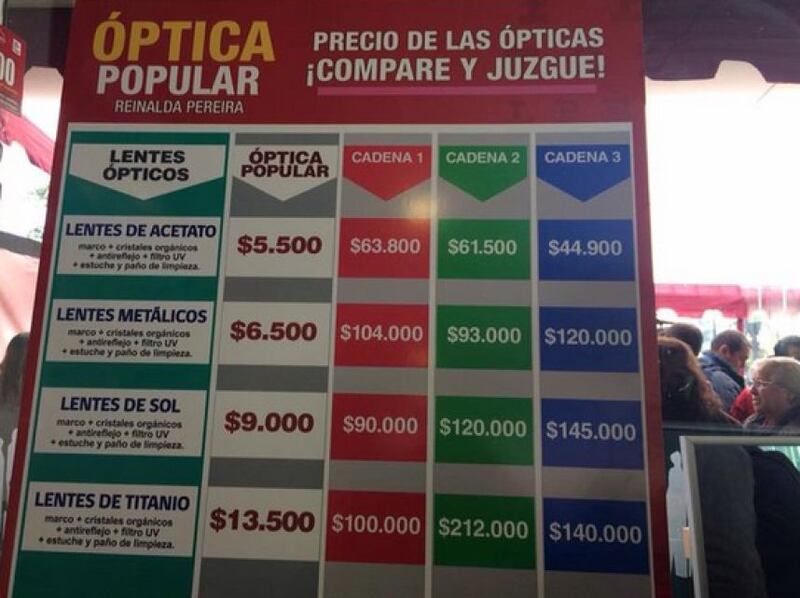 ÓPTICA
POPULAR
REINALDA PEREIRA
PRECIO DE LAS ÓPTICAS
¡COMPARE Y JUZGUE!
LENTES
ÓPTICOS
ÓPTICA
POPULAR
CADENA 1
CADENA 2
CADENA 3
LENTES DE ACETATO
marco + cristales orgánicos
+ antireflejo + filtro UV
+ estuche y paño de limpieza.
$5.500
$63.800
$61.500
$44.900
LENTES METÁLICOS
marco + cristales orgánicos
+ antireflejo + filtro UV
+ estuche y paño de limpieza.
$6.500
$104.000
$93.000
$120.000
LENTES DE SOL
marco + cristales orgánicos
+ antireflejo + filtro UV
+ estuche y paño de limpieza.
$9.000
$90.000
$120.000
$145.000
LENTES DE TITANIO
marco + cristales orgánicos
+ antireflejo + filtro UV
+ estuche y paño de limpieza.
$13.500
$100.000
$212.000
$140.000